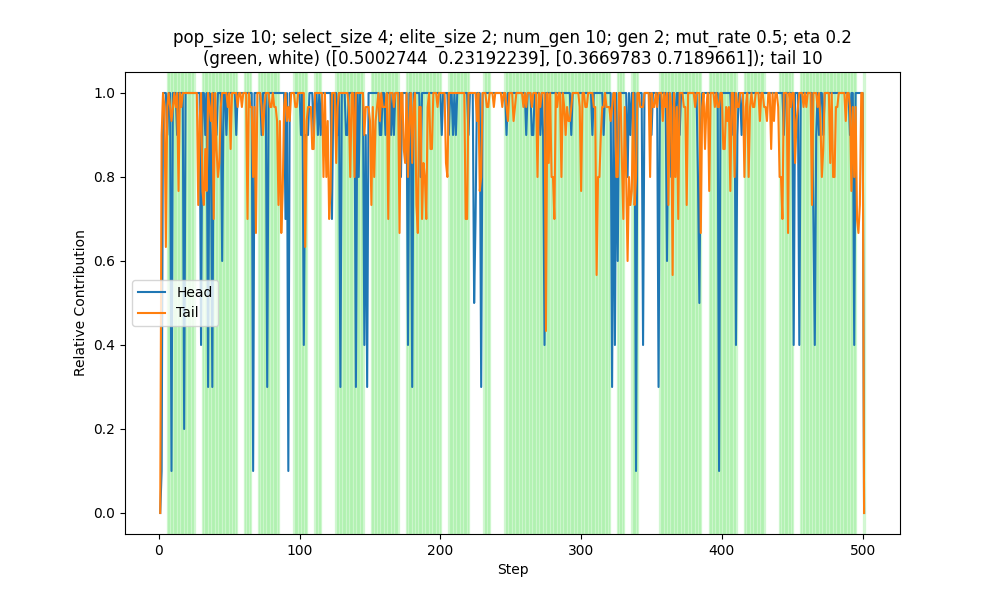 pop_size 10; select_size 4; elite_size 2; num_gen 10; gen 2; mut_rate 0.5; eta 0.2
(green, white) ([0.5002744  0.23192239], [0.3669783 0.7189661]); tail 10
1.0
0.8
0.6
0.4
0.2
0.0
Relative Contribution
Head
Tail
0
100
200
300
400
500
Step